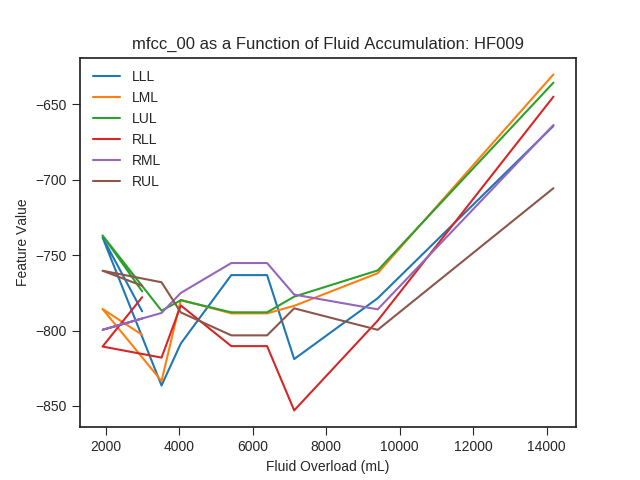 mfcc_00 as a Function of Fluid Accumulation: HF009
LLL
LML
LUL
RLL
RML
RUL
−650
−700
−750
−800
−850
Feature Value
2000 4000 6000 8000 10000 12000 14000
Fluid Overload (mL)